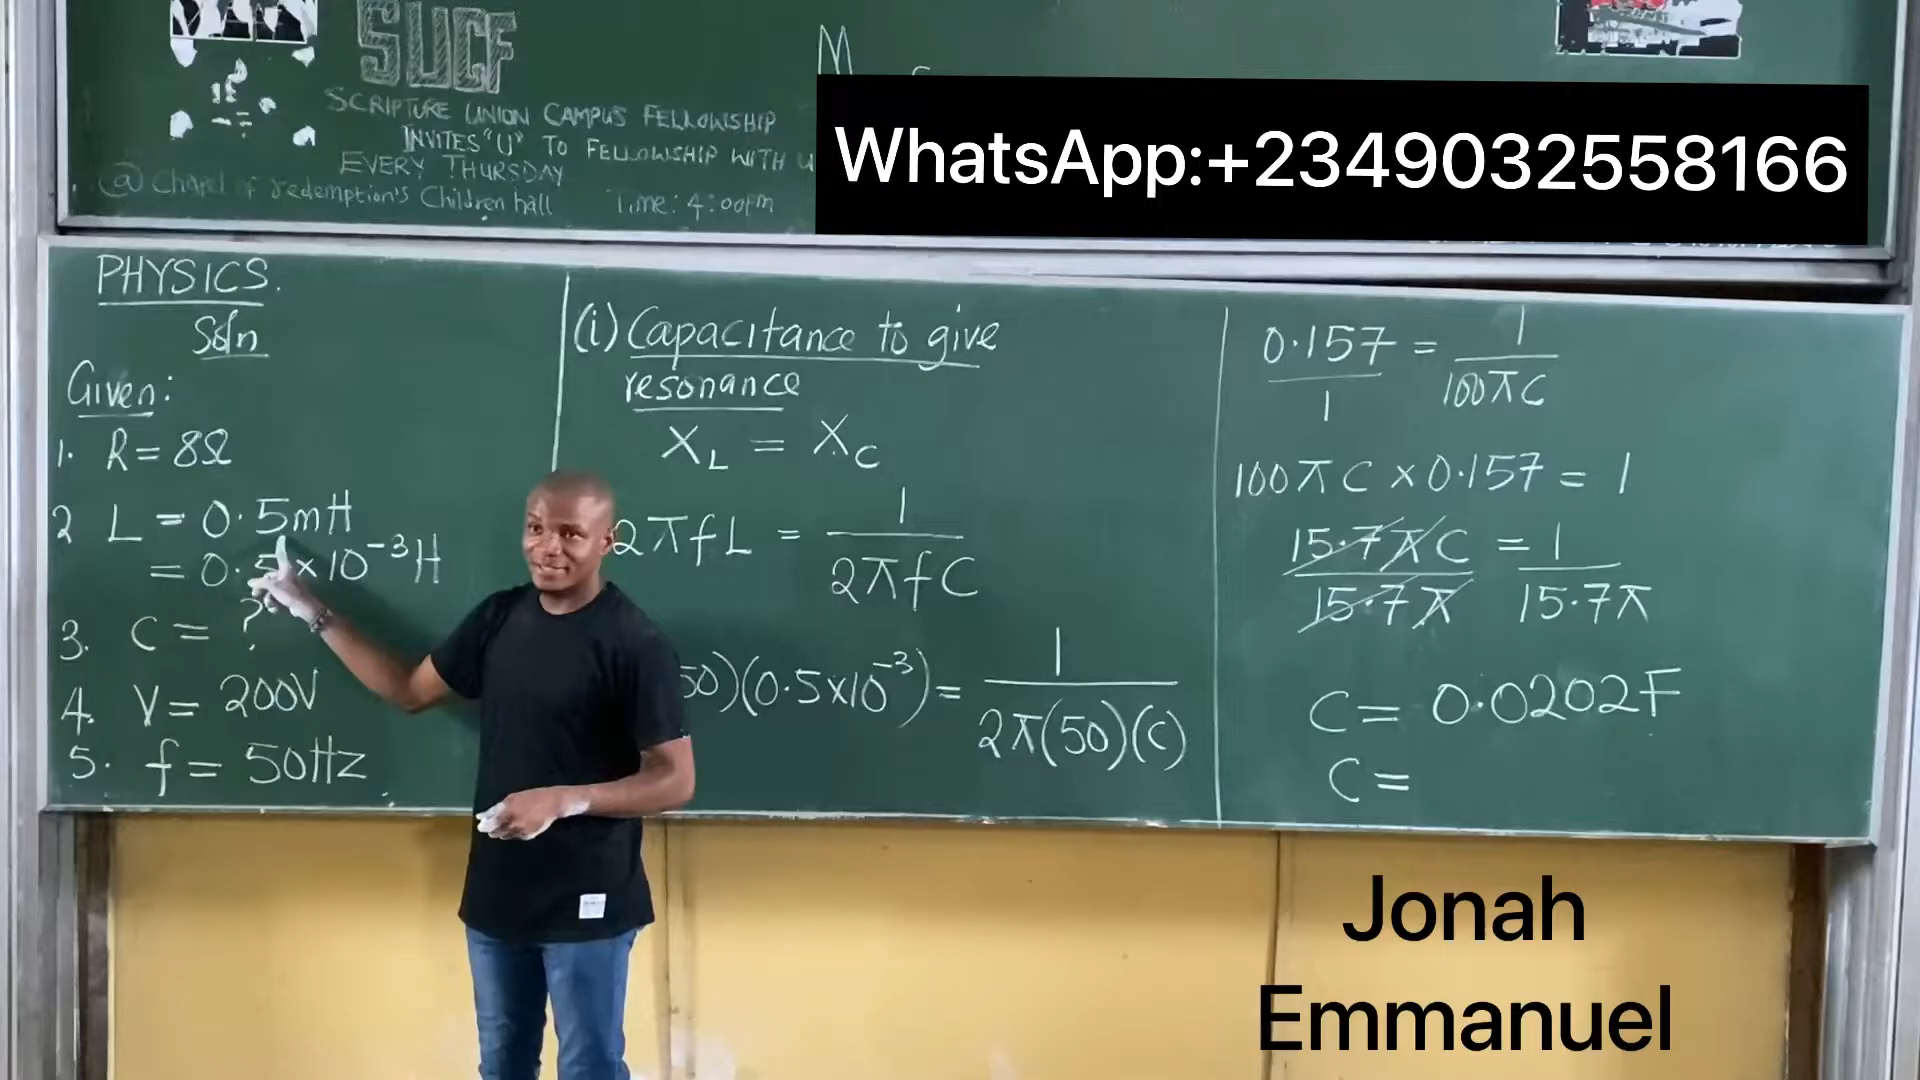 SUCF
SCRIPTURE UNION CAMPUS FELLOWSHIP
INVITES "U" TO FELLOWSHIP WITH U
EVERY THURSDAY
@ Chapel of redemption's Children hall Time: 4:00pm
M
WhatsApp:+2349032558166
PHYSICS.
Soln
Given:
1. R = 8Ω
2 L = 0.5mH
= 0.5×10⁻³H
3. C = ?
4. V = 200V
5. f = 50Hz
(i) Capacitance to give
resonance
X_L = X_C
2πfL = 1/2πfC
50)(0.5×10⁻³) = 1/2π(50)(C)
0.157/1 = 1/100πC
100πC × 0.157 = 1
15.7πC/15.7π = 1/15.7π
C = 0.0202F
C =
Jonah
Emmanuel